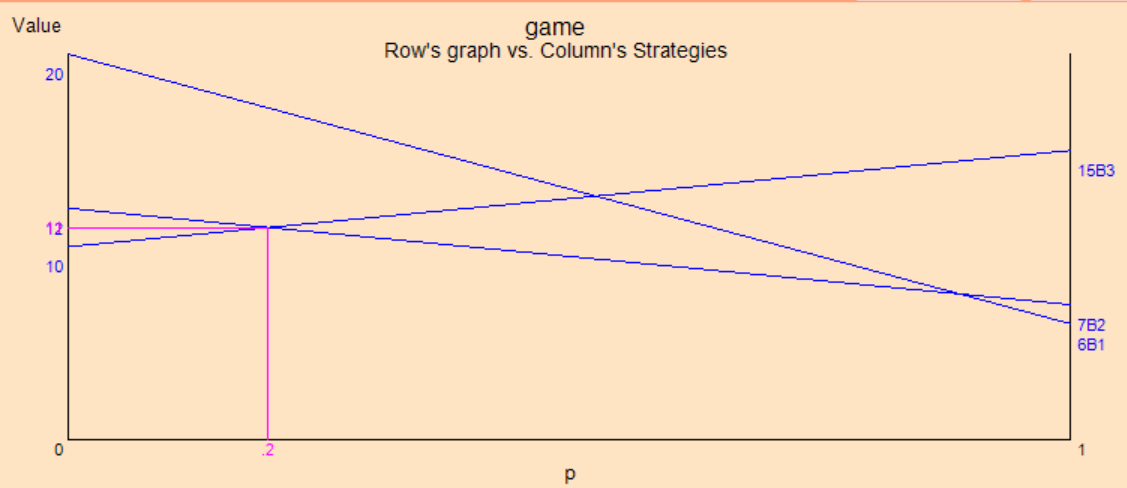 Value
game
Row's graph vs. Column's Strategies
20
15B3
12
10
7B2
6B1
0
.2
1
p